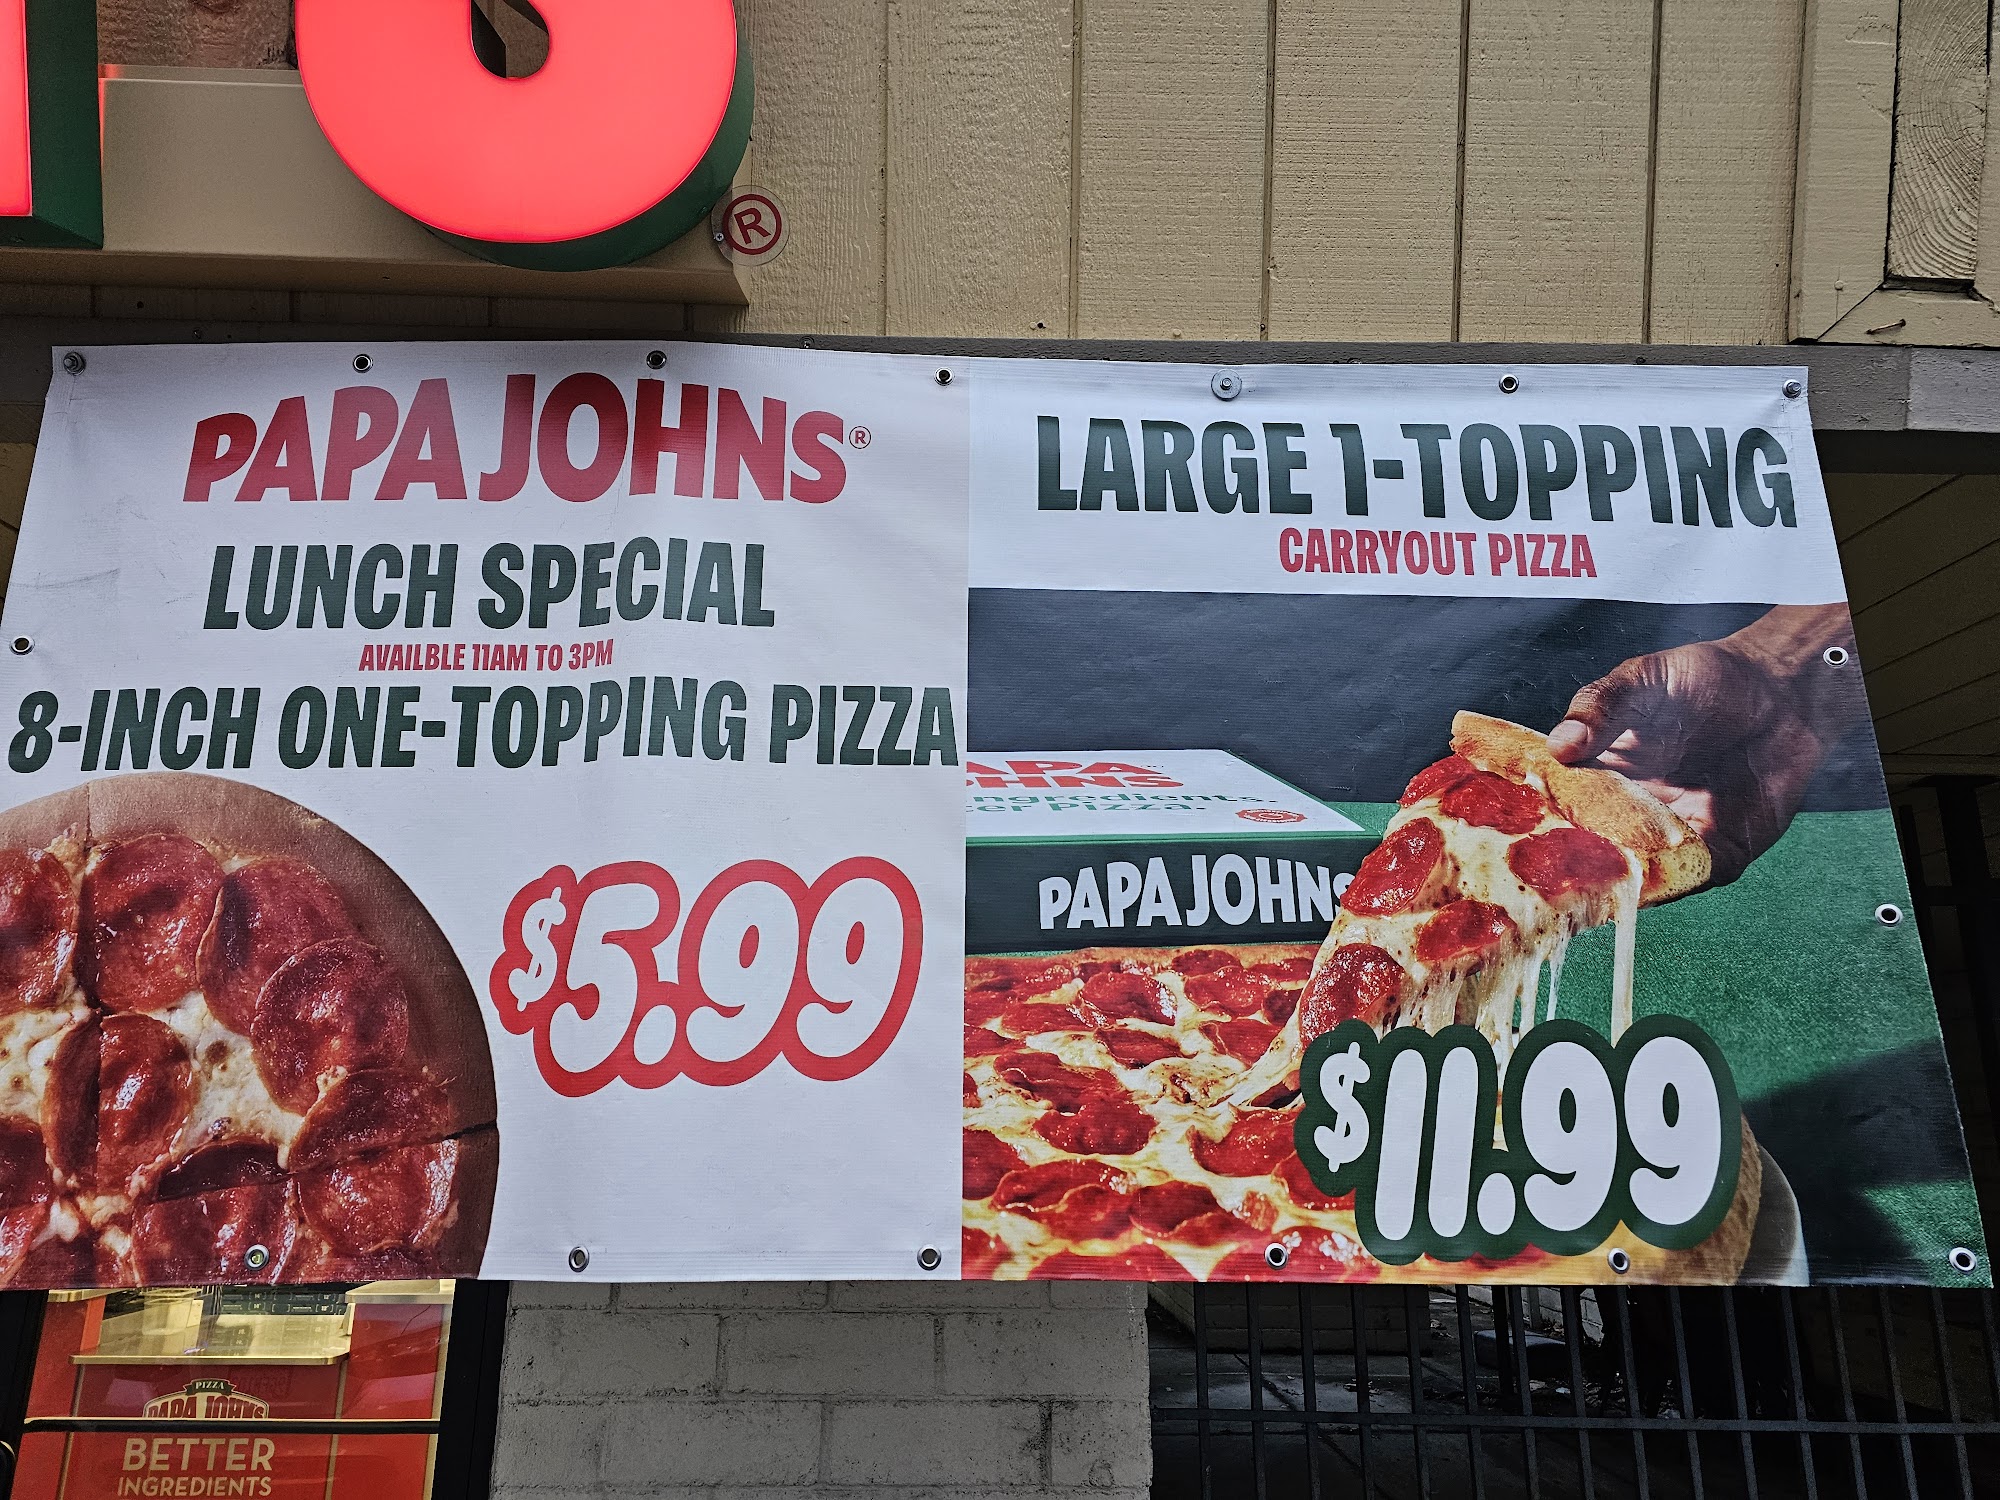 ®
PAPA JOHNS®
LUNCH SPECIAL
AVAILBLE 11AM TO 3PM
8-INCH ONE-TOPPING PIZZA
$5.99
LARGE 1-TOPPING
CARRYOUT PIZZA
PAPA JOHNS
$11.99
PIZZA
PAPA JOHNS
BETTER
INGREDIENTS